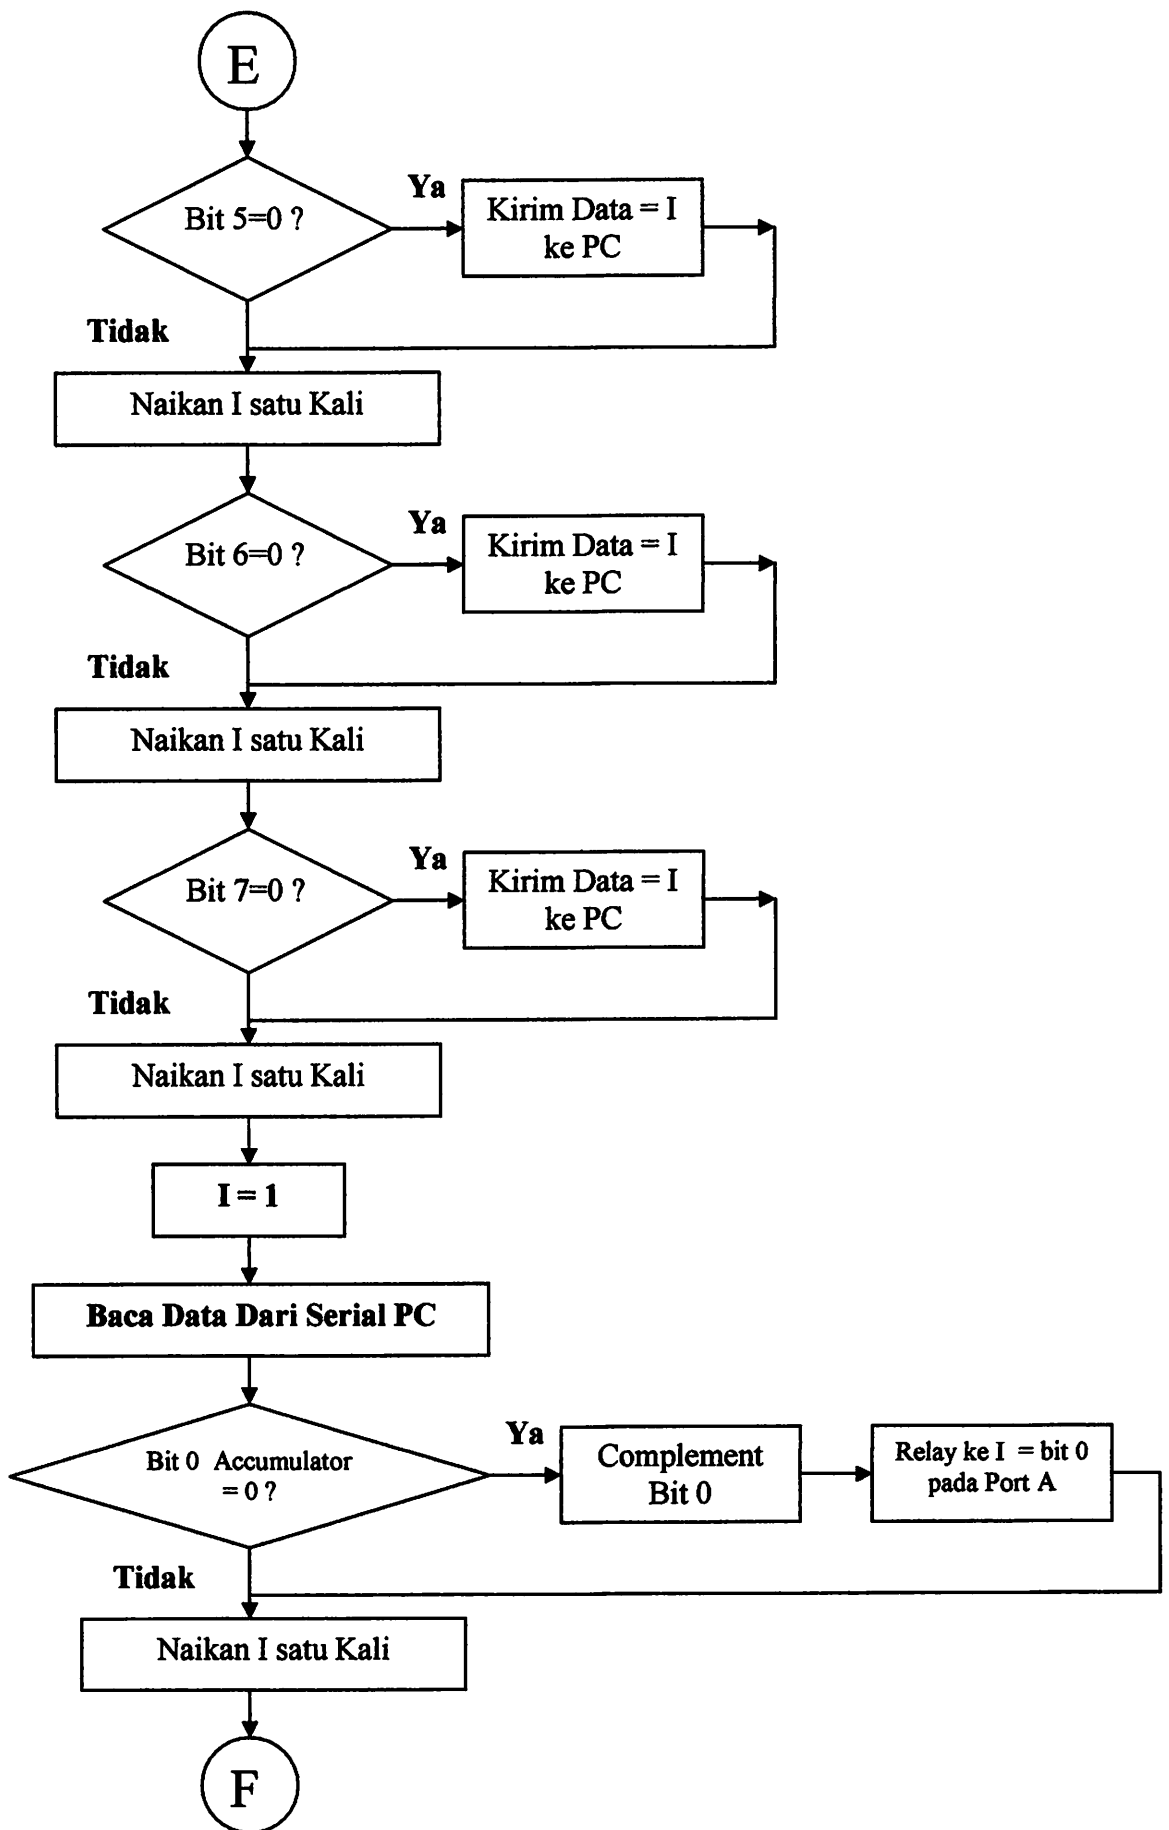 E
Bit 5=0 ?
Ya
Kirim Data = I
ke PC
Tidak
Naikan I satu Kali
Bit 6=0 ?
Ya
Kirim Data = I
ke PC
Tidak
Naikan I satu Kali
Bit 7=0 ?
Ya
Kirim Data = I
ke PC
Tidak
Naikan I satu Kali
I = 1
Baca Data Dari Serial PC
Bit 0 Accumulator
= 0 ?
Ya
Complement
Bit 0
Relay ke I = bit 0
pada Port A
Tidak
Naikan I satu Kali
F